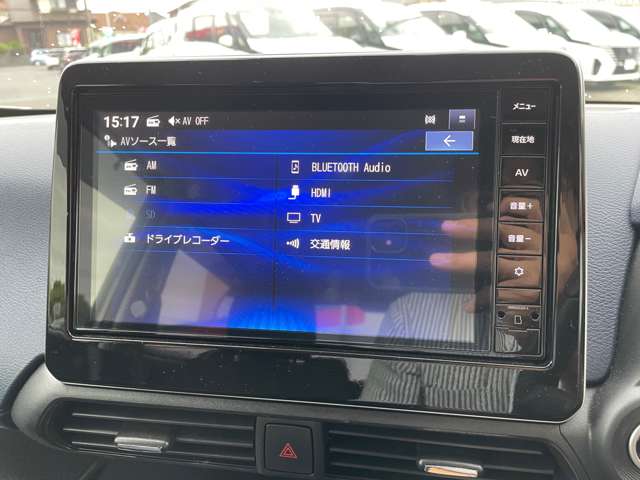 15:17 AV OFF
AVソース一覧
AM
FM
SD
ドライブレコーダー
BLUETOOTH Audio
HDMI
TV
交通情報
メニュー
現在地
AV
音量+
音量-